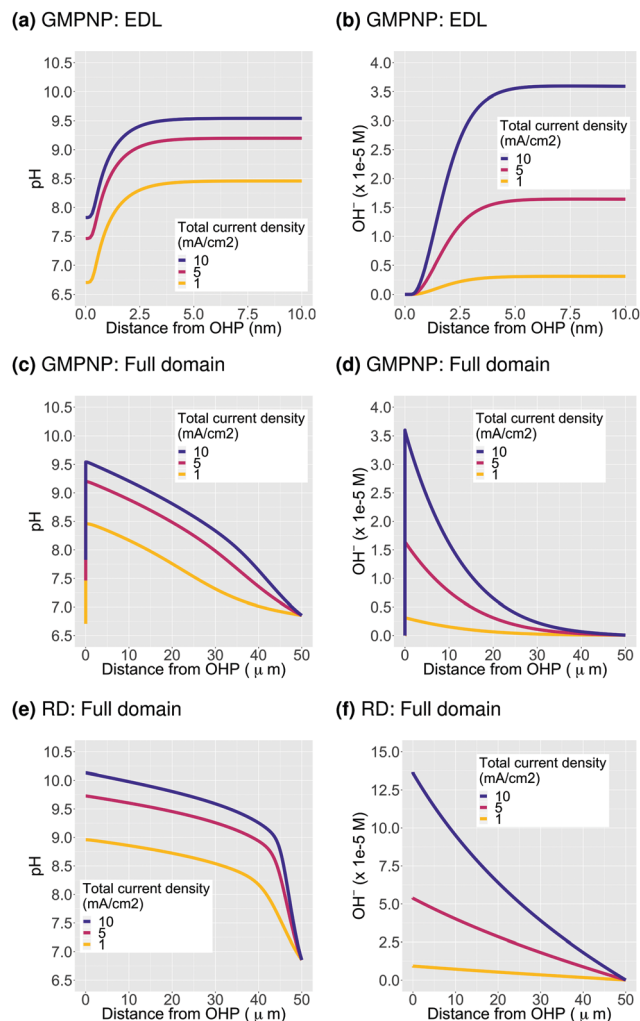 (a) GMPNP: EDL
10.5
10.0
9.5
9.0
8.5
8.0
7.5
7.0
6.5
pH
Total current density
(mA/cm2)
10
5
1
0.0 2.5 5.0 7.5 10.0
Distance from OHP (nm)
(b) GMPNP: EDL
4.0
3.5
3.0
2.5
2.0
1.5
1.0
0.5
0.0
OH⁻ (x 1e-5 M)
Total current density
(mA/cm2)
10
5
1
0.0 2.5 5.0 7.5 10.0
Distance from OHP (nm)
(c) GMPNP: Full domain
10.5
10.0
9.5
9.0
8.5
8.0
7.5
7.0
6.5
pH
Total current density
(mA/cm2)
10
5
1
0 10 20 30 40 50
Distance from OHP ( μ m)
(d) GMPNP: Full domain
4.0
3.5
3.0
2.5
2.0
1.5
1.0
0.5
0.0
OH⁻ (x 1e-5 M)
Total current density
(mA/cm2)
10
5
1
0 10 20 30 40 50
Distance from OHP ( μ m)
(e) RD: Full domain
10.5
10.0
9.5
9.0
8.5
8.0
7.5
7.0
6.5
pH
Total current density
(mA/cm2)
10
5
1
0 10 20 30 40 50
Distance from OHP ( μ m)
(f) RD: Full domain
15.0
12.5
10.0
7.5
5.0
2.5
0.0
OH⁻ (x 1e-5 M)
Total current density
(mA/cm2)
10
5
1
0 10 20 30 40 50
Distance from OHP ( μ m)